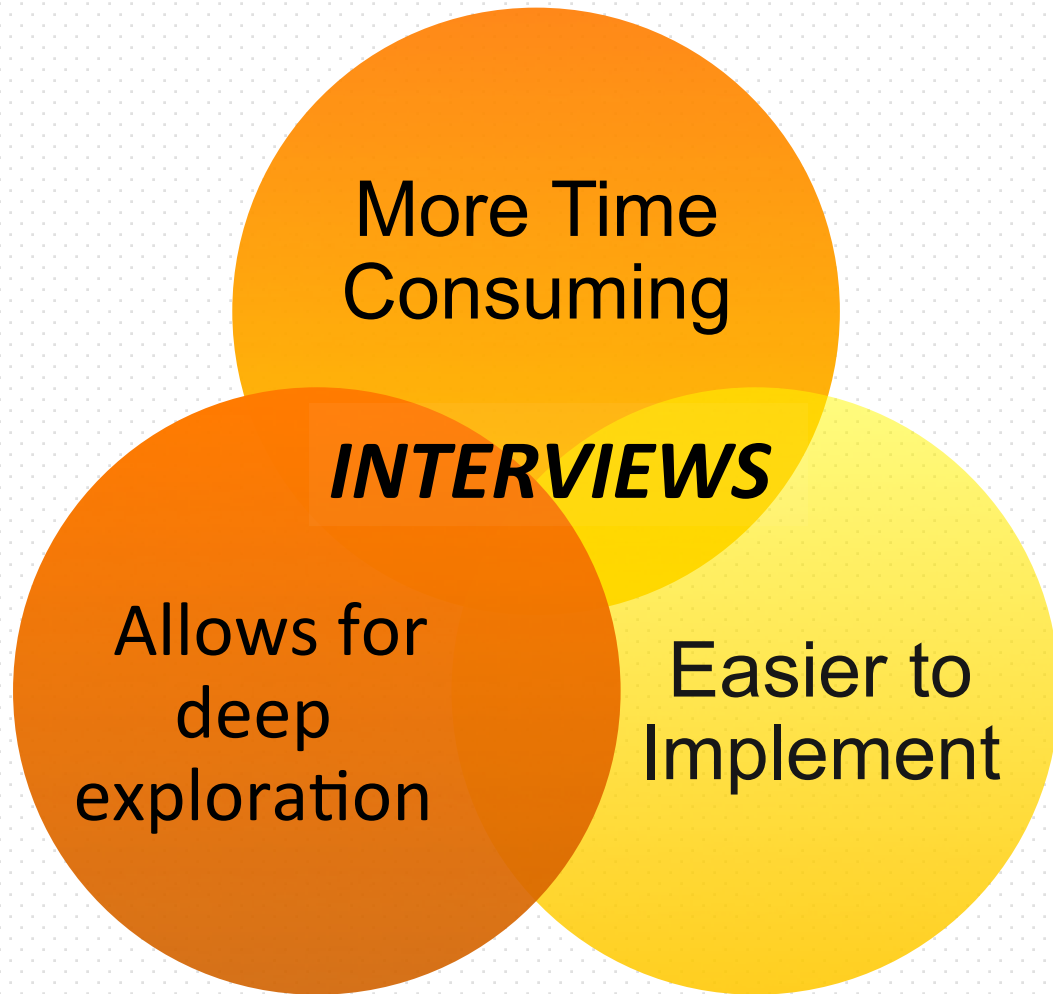 More Time
Consuming
INTERVIEWS
Allows for
deep
exploration
Easier to
Implement